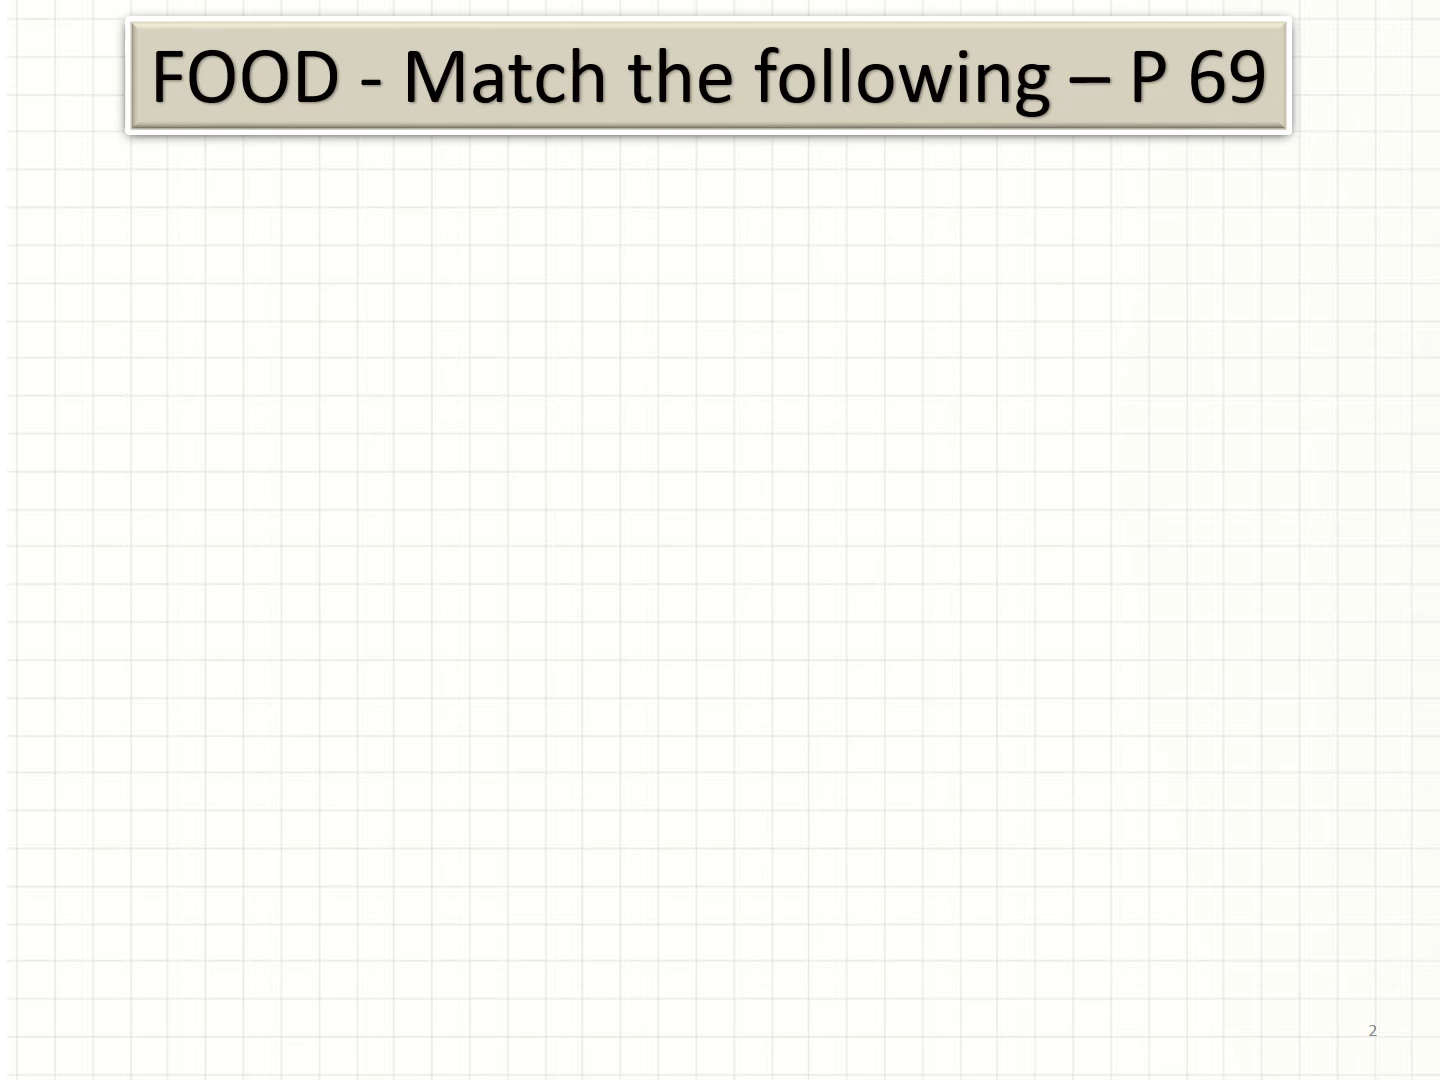 FOOD - Match the following – P 69
2